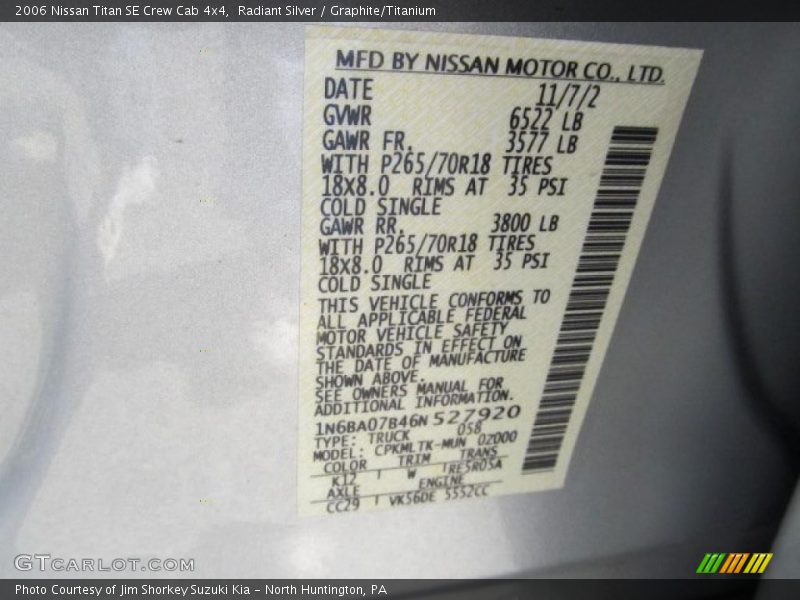 2006 Nissan Titan SE Crew Cab 4x4,  Radiant Silver / Graphite/Titanium
MFD BY NISSAN MOTOR CO., LTD.
DATE 11/7/2
GVWR 6522 LB
GAWR FR. 3577 LB
WITH P265/70R18 TIRES
18X8.0 RIMS AT 35 PSI
COLD SINGLE
GAWR RR. 3800 LB
WITH P265/70R18 TIRES
18X8.0 RIMS AT 35 PSI
COLD SINGLE
THIS VEHICLE CONFORMS TO
ALL APPLICABLE FEDERAL
MOTOR VEHICLE SAFETY
STANDARDS IN EFFECT ON
THE DATE OF MANUFACTURE
SHOWN ABOVE.
SEE OWNERS MANUAL FOR
ADDITIONAL INFORMATION.
1N6BA07B46N527920
TYPE: TRUCK 058
MODEL: CPKMLTK-MUN 0Z000
COLOR TRIM TRANS
K12 W RE5R05A
AXLE ENGINE
CC29 VK56DE 5552CC
GTCARLOT.COM
Photo Courtesy of Jim Shorkey Suzuki Kia – North Huntington, PA